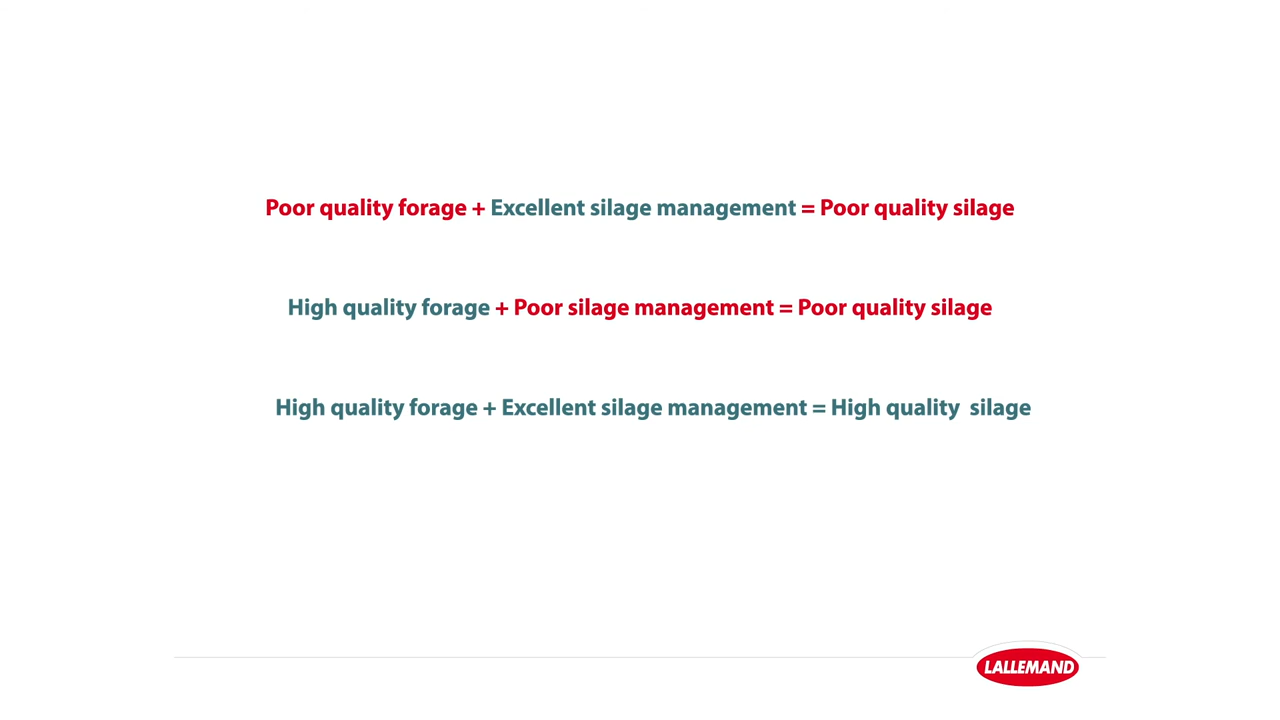 Poor quality forage + Excellent silage management = Poor quality silage
High quality forage + Poor silage management = Poor quality silage
High quality forage + Excellent silage management = High quality  silage
LALLEMAND